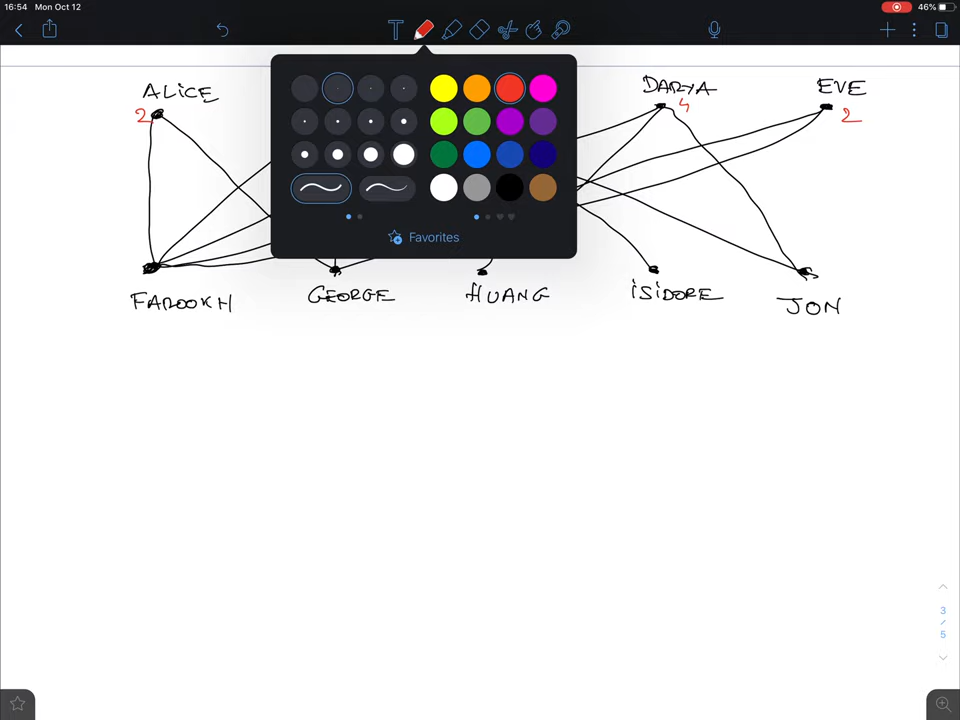 16:54 Mon Oct 12
46%
T
ALICE
DARYA
EVE
2
4
2
Favorites
FAROOKH
GEORGE
HUANG
ISIDORE
JON
3
/
5